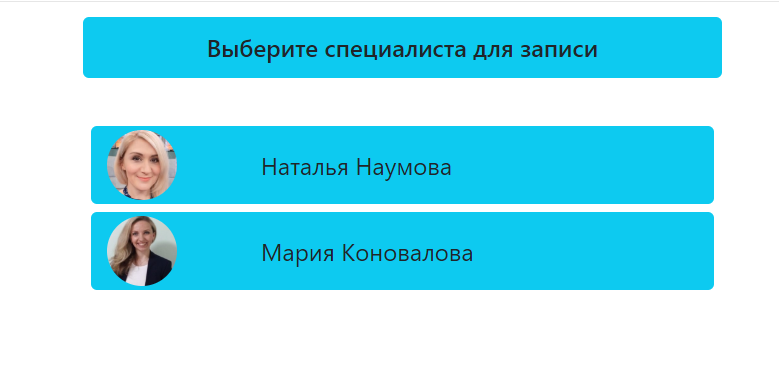 Выберите специалиста для записи
Наталья Наумова
Мария Коновалова